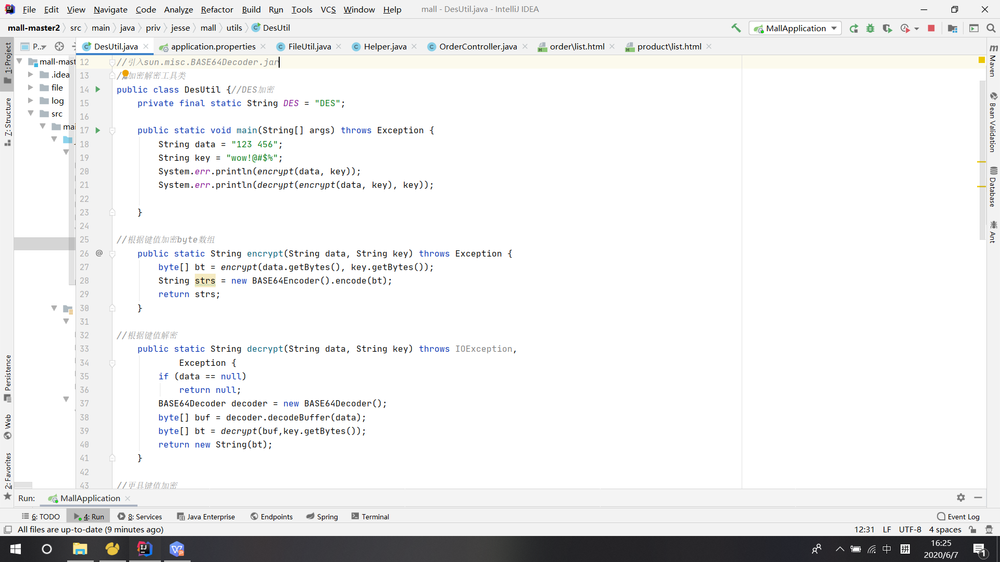 File Edit View Navigate Code Analyze Refactor Build Run Tools VCS Window Help mall - DesUtil.java - IntelliJ IDEA
mall-master2 src main java priv jesse mall utils DesUtil MallApplication
P... DesUtil.java application.properties FileUtil.java Helper.java OrderController.java order\list.html product\list.html
1: Project
7: Structure
Persistence
Web
2: Favorites
mall-mast
.idea
file
log
src
mai
12 //引入sun.misc.BASE64Decoder.jar
13 //加密解密工具类
14 public class DesUtil {//DES加密
15 private final static String DES = "DES";
16
17 public static void main(String[] args) throws Exception {
18 String data = "123 456";
19 String key = "wow!@#$%";
20 System.err.println(encrypt(data, key));
21 System.err.println(decrypt(encrypt(data, key), key));
22
23 }
24
25 //根据键值加密byte数组
26 @ public static String encrypt(String data, String key) throws Exception {
27 byte[] bt = encrypt(data.getBytes(), key.getBytes());
28 String strs = new BASE64Encoder().encode(bt);
29 return strs;
30 }
31
32 //根据键值解密
33 public static String decrypt(String data, String key) throws IOException,
34 Exception {
35 if (data == null)
36 return null;
37 BASE64Decoder decoder = new BASE64Decoder();
38 byte[] buf = decoder.decodeBuffer(data);
39 byte[] bt = decrypt(buf,key.getBytes());
40 return new String(bt);
41 }
42
43 //更具键值加密
Maven
Bean Validation
Database
Ant
Run: MallApplication
6: TODO 4: Run 8: Services Java Enterprise Endpoints Spring Terminal Event Log
All files are up-to-date (9 minutes ago) 12:31 LF UTF-8 4 spaces
中 拼 16:25
2020/6/7
1